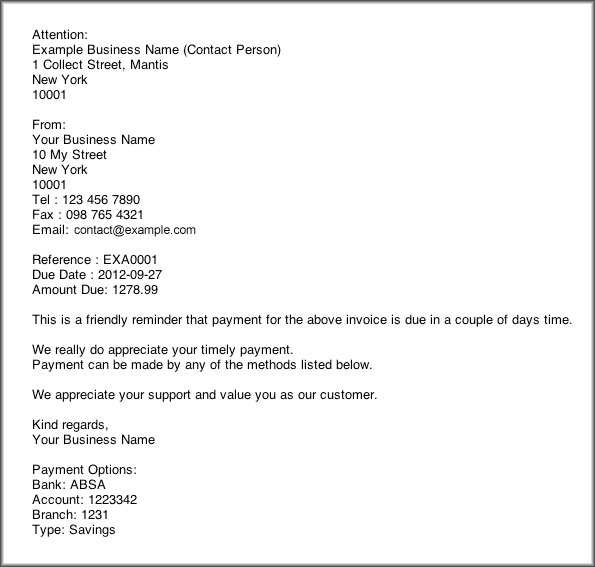 Attention:
Example Business Name (Contact Person)
1 Collect Street, Mantis
New York
10001
From:
Your Business Name
10 My Street
New York
10001
Tel : 123 456 7890
Fax : 098 765 4321
Email: contact@example.com
Reference : EXA0001
Due Date : 2012-09-27
Amount Due: 1278.99
This is a friendly reminder that payment for the above invoice is due in a couple of days time.
We really do appreciate your timely payment.
Payment can be made by any of the methods listed below.
We appreciate your support and value you as our customer.
Kind regards,
Your Business Name
Payment Options:
Bank: ABSA
Account: 1223342
Branch: 1231
Type: Savings